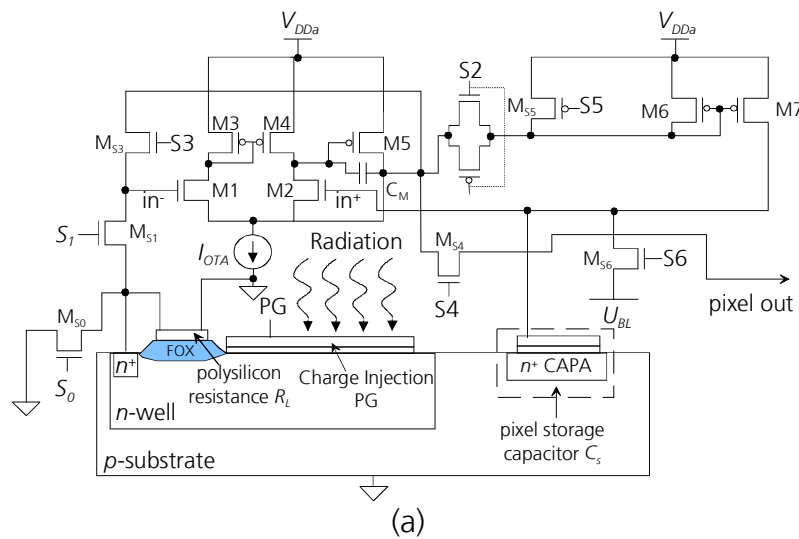 V_DDa
V_DDa
S2
M_S5
S5
M6
M7
M_S3
S3
M3
M4
M5
in⁻
M1
M2
in⁺
C_M
S_1
M_S1
I_OTA
Radiation
M_S4
M_S6
S6
pixel out
M_S0
PG
S4
U_BL
n⁺
FOX
polysilicon
resistance R_L
Charge Injection
PG
n⁺ CAPA
S_0
n-well
pixel storage
capacitor C_s
p-substrate
(a)